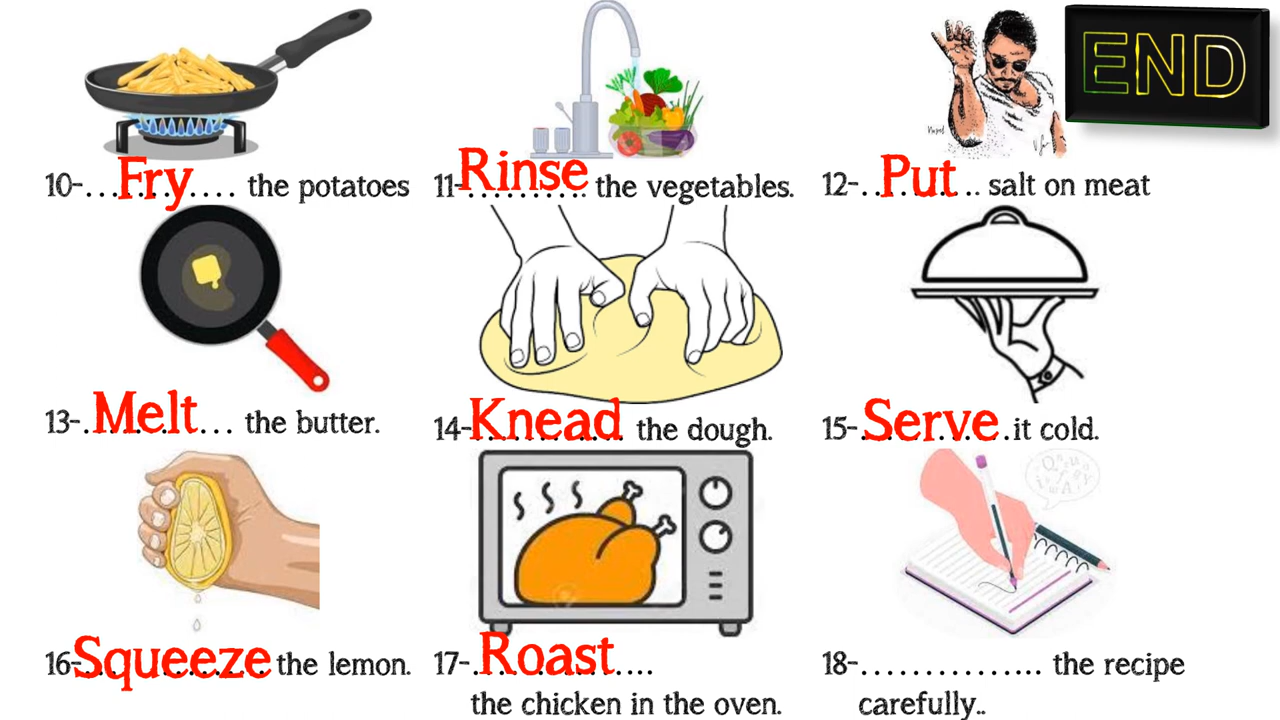 END
10-...Fry.... the potatoes
11-Rinse.......... the vegetables.
12-..Put... salt on meat
13-.Melt... the butter.
14-Knead the dough.
15-.Serve.it cold.
16-Squeeze the lemon.
17-.Roast....
the chicken in the oven.
18-................. the recipe
carefully..